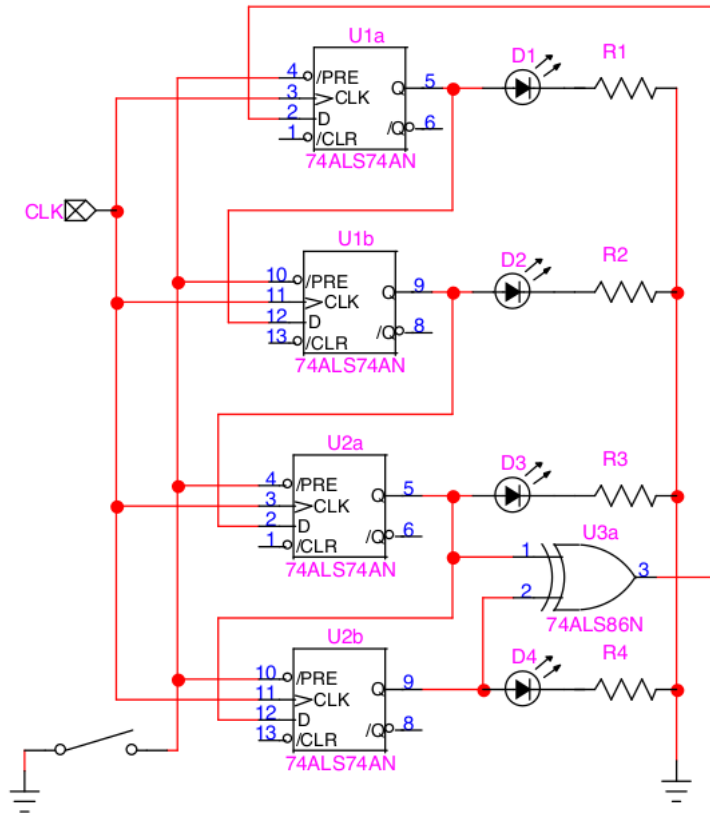 U1a
4 /PRE
3 CLK
2 D
1 /CLR
Q 5
/Q 6
74ALS74AN
D1
R1
CLK
U1b
10 /PRE
11 CLK
12 D
13 /CLR
Q 9
/Q 8
74ALS74AN
D2
R2
U2a
4 /PRE
3 CLK
2 D
1 /CLR
Q 5
/Q 6
74ALS74AN
D3
R3
U3a
1
2
3
74ALS86N
U2b
10 /PRE
11 CLK
12 D
13 /CLR
Q 9
/Q 8
74ALS74AN
D4
R4